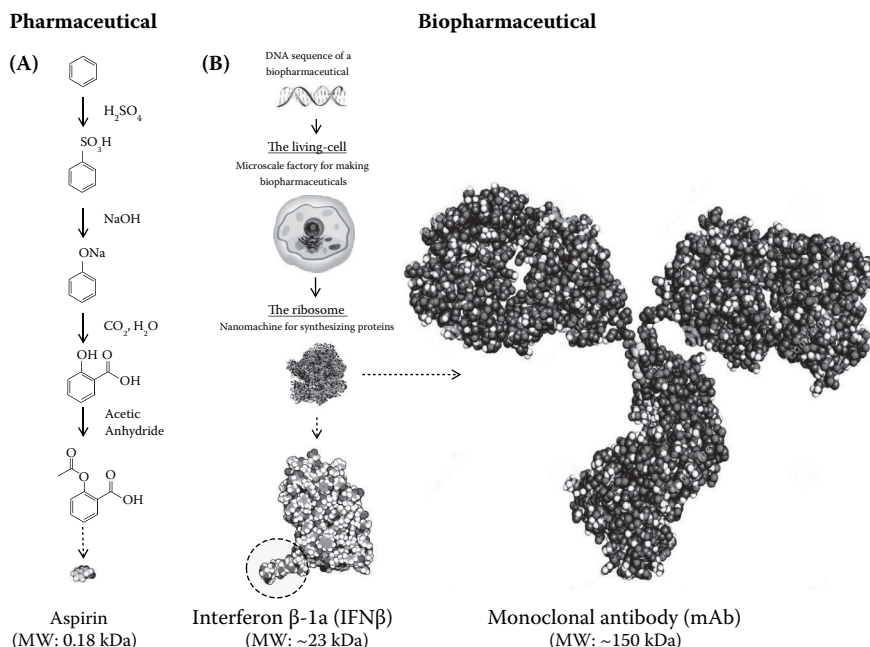 Pharmaceutical
Biopharmaceutical
(A)
H₂SO₄
SO₃H
NaOH
ONa
CO₂, H₂O
OH
O
OH
Acetic
Anhydride
O
O
O
OH
Aspirin
(MW: 0.18 kDa)
(B)
DNA sequence of a
biopharmaceutical
The living-cell
Microscale factory for making
biopharmaceuticals
The ribosome
Nanomachine for synthesizing proteins
Interferon β-1a (IFNβ)
(MW: ~23 kDa)
Monoclonal antibody (mAb)
(MW: ~150 kDa)